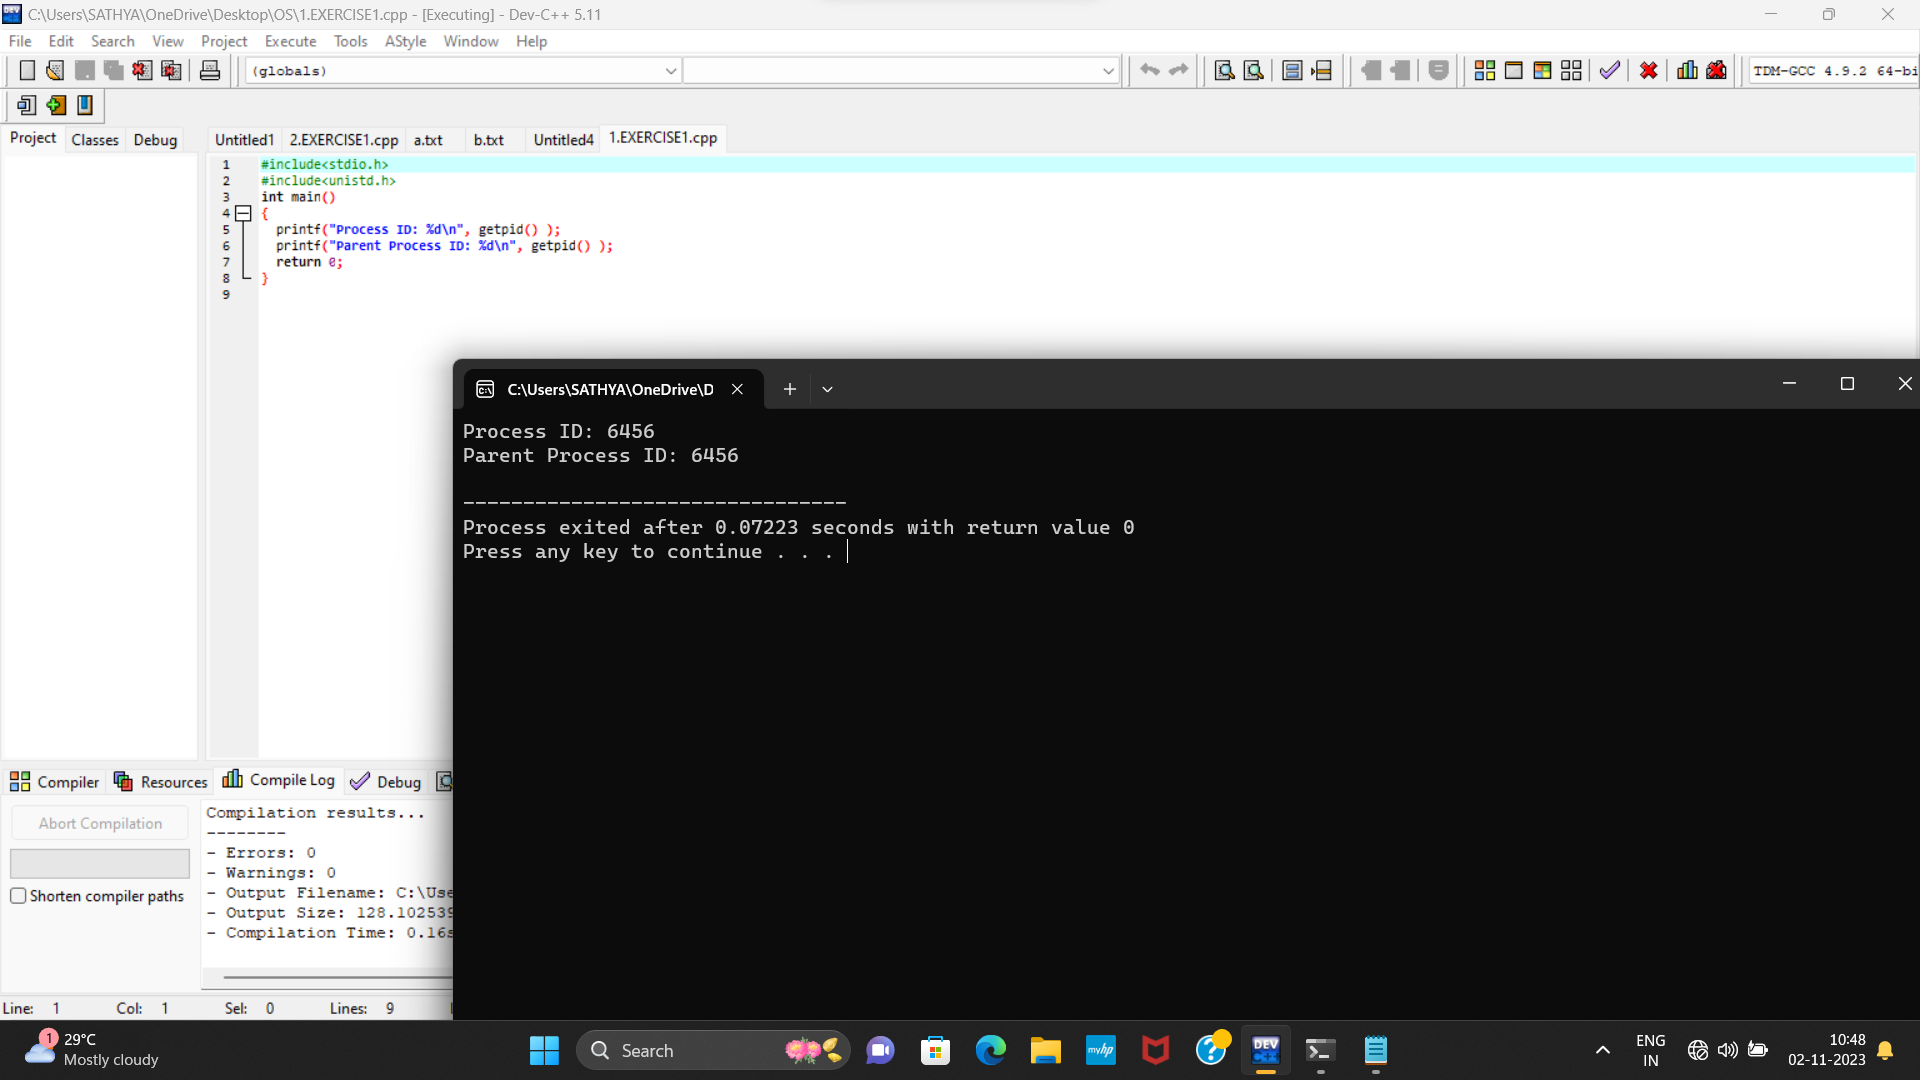 C:\Users\SATHYA\OneDrive\Desktop\OS\1.EXERCISE1.cpp - [Executing] - Dev-C++ 5.11
File Edit Search View Project Execute Tools AStyle Window Help
(globals)
TDM-GCC 4.9.2 64-bi
Project Classes Debug
Untitled1 2.EXERCISE1.cpp a.txt b.txt Untitled4 1.EXERCISE1.cpp
1 #include<stdio.h>
2 #include<unistd.h>
3 int main()
4 {
5 printf("Process ID: %d\n", getpid() );
6 printf("Parent Process ID: %d\n", getpid() );
7 return 0;
8 }
9
C:\Users\SATHYA\OneDrive\D
Process ID: 6456
Parent Process ID: 6456
--------------------------------
Process exited after 0.07223 seconds with return value 0
Press any key to continue . . .
Compiler Resources Compile Log Debug
Abort Compilation
Shorten compiler paths
Compilation results...
--------
- Errors: 0
- Warnings: 0
- Output Filename: C:\Use
- Output Size: 128.102539
- Compilation Time: 0.16s
Line: 1 Col: 1 Sel: 0 Lines: 9
1
29°C
Mostly cloudy
Search
myhp
DEV
C++
ENG
IN
10:48
02-11-2023